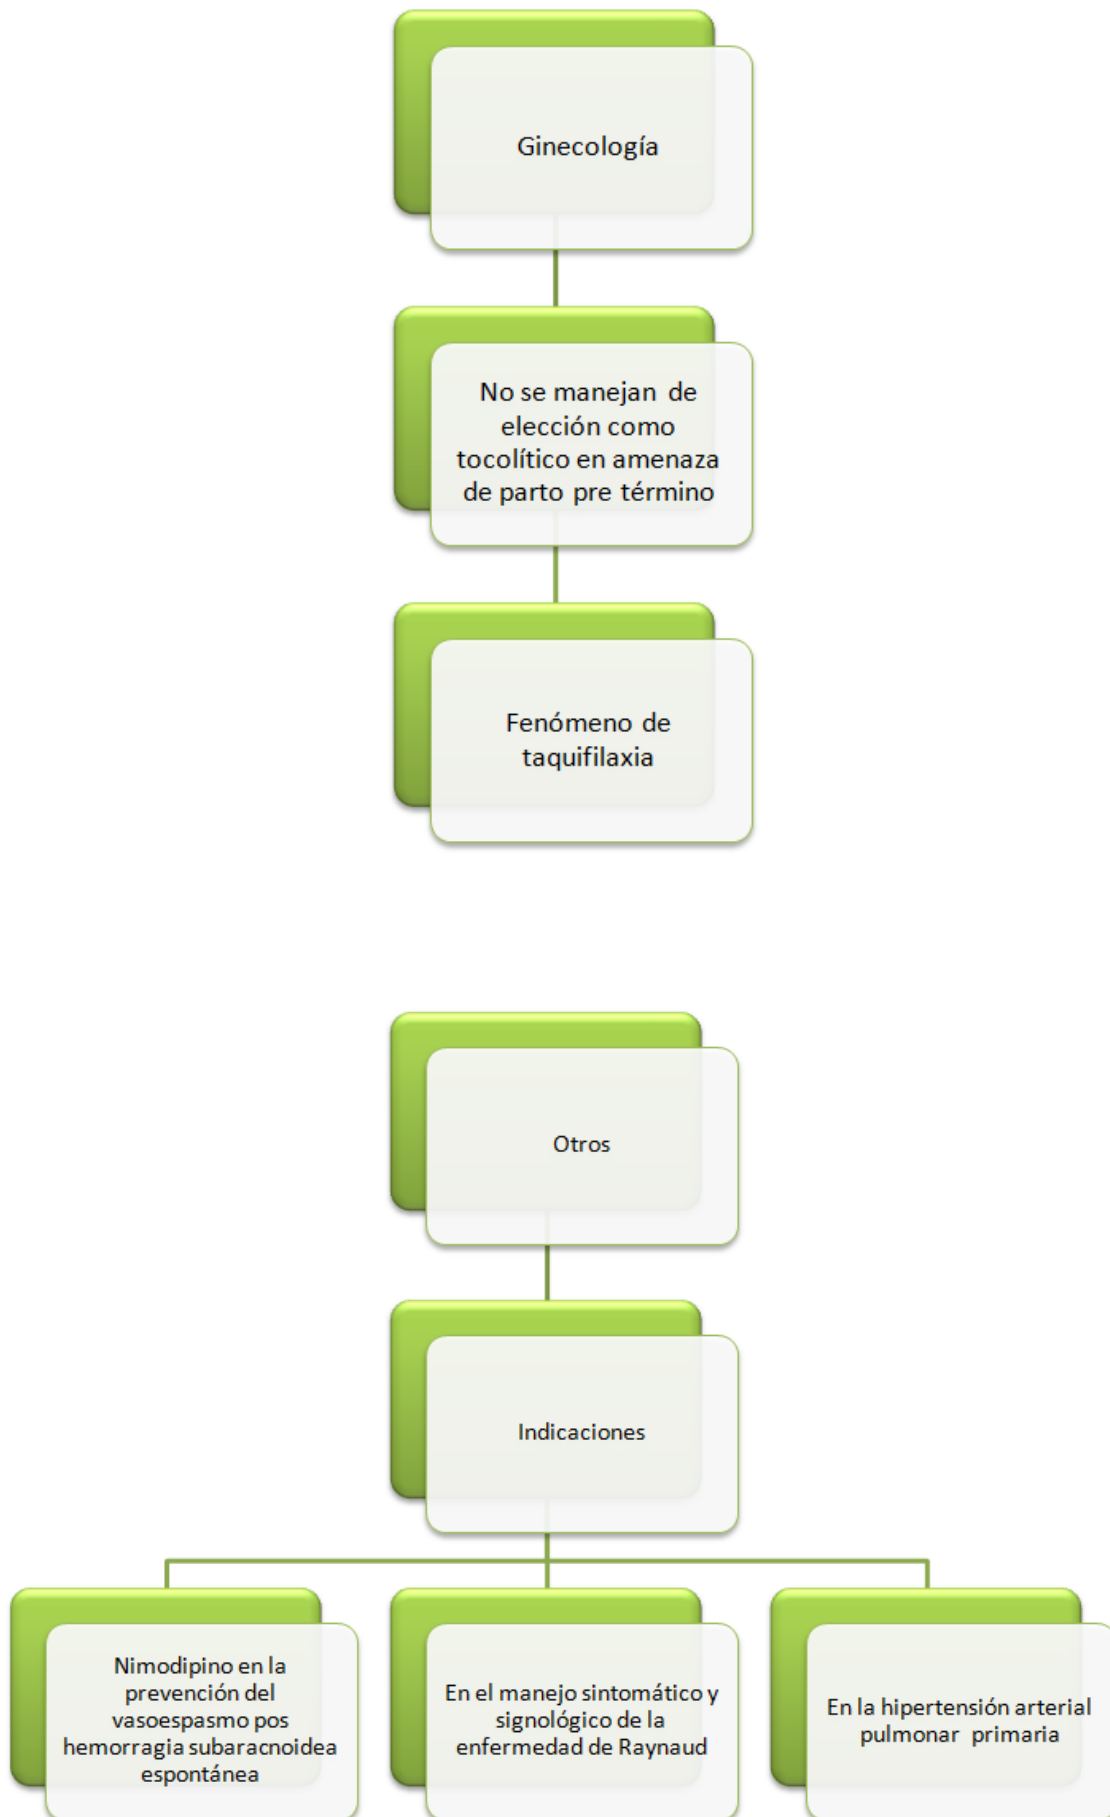 Ginecología
No se manejan de
elección como
tocolítico en amenaza
de parto pre término
Fenómeno de
taquifilaxia
Otros
Indicaciones
Nimodipino en la
prevención del
vasoespasmo pos
hemorragia subaracnoidea
espontánea
En el manejo sintomático y
signológico de la
enfermedad de Raynaud
En la hipertensión arterial
pulmonar primaria